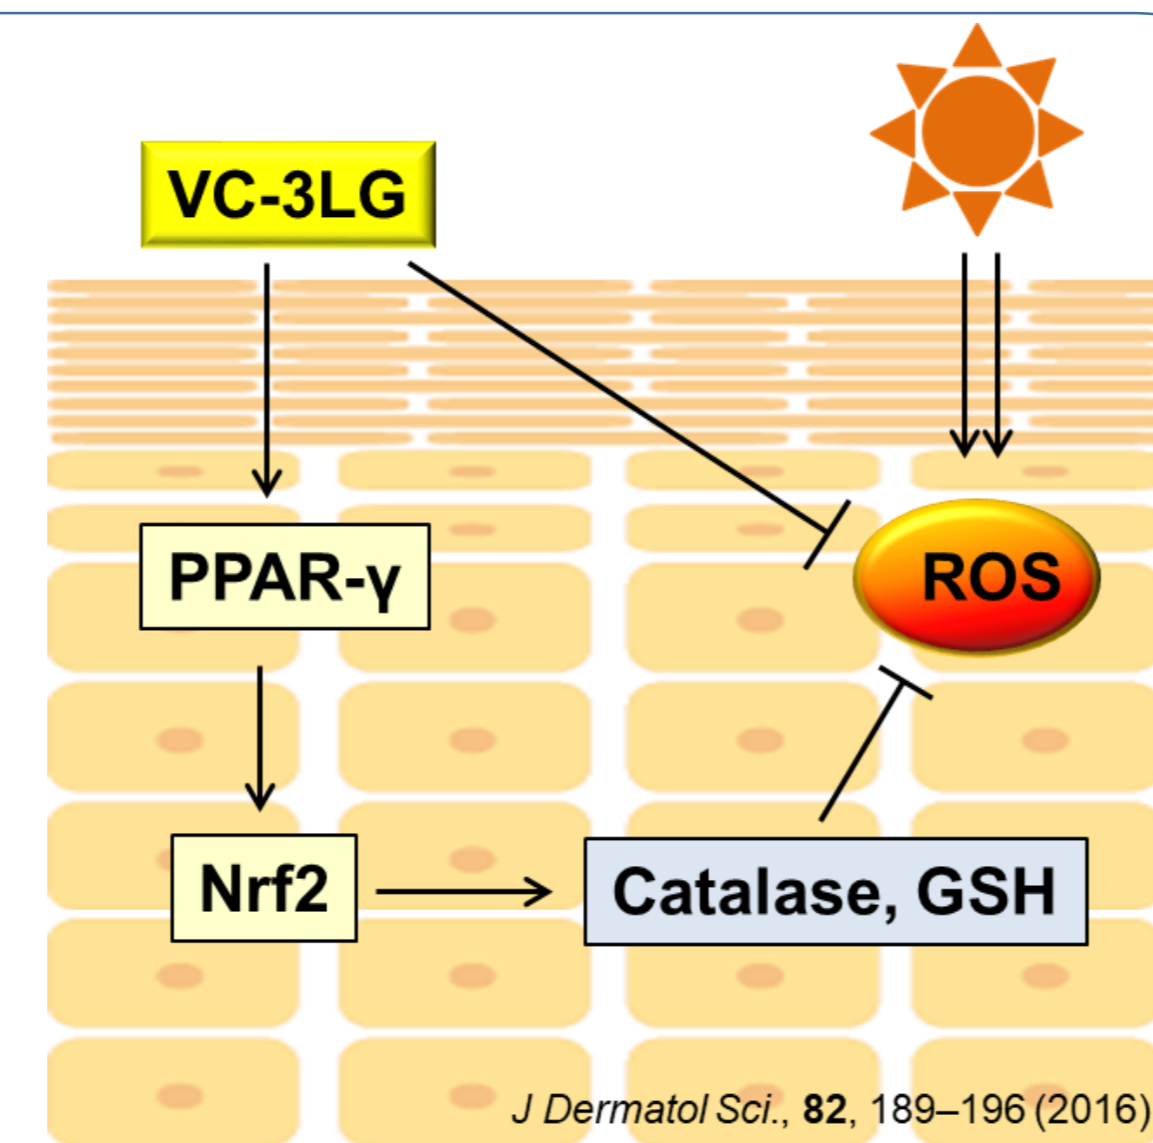 VC-3LG
PPAR-γ
ROS
Nrf2
Catalase, GSH
J Dermatol Sci., 82, 189–196 (2016)